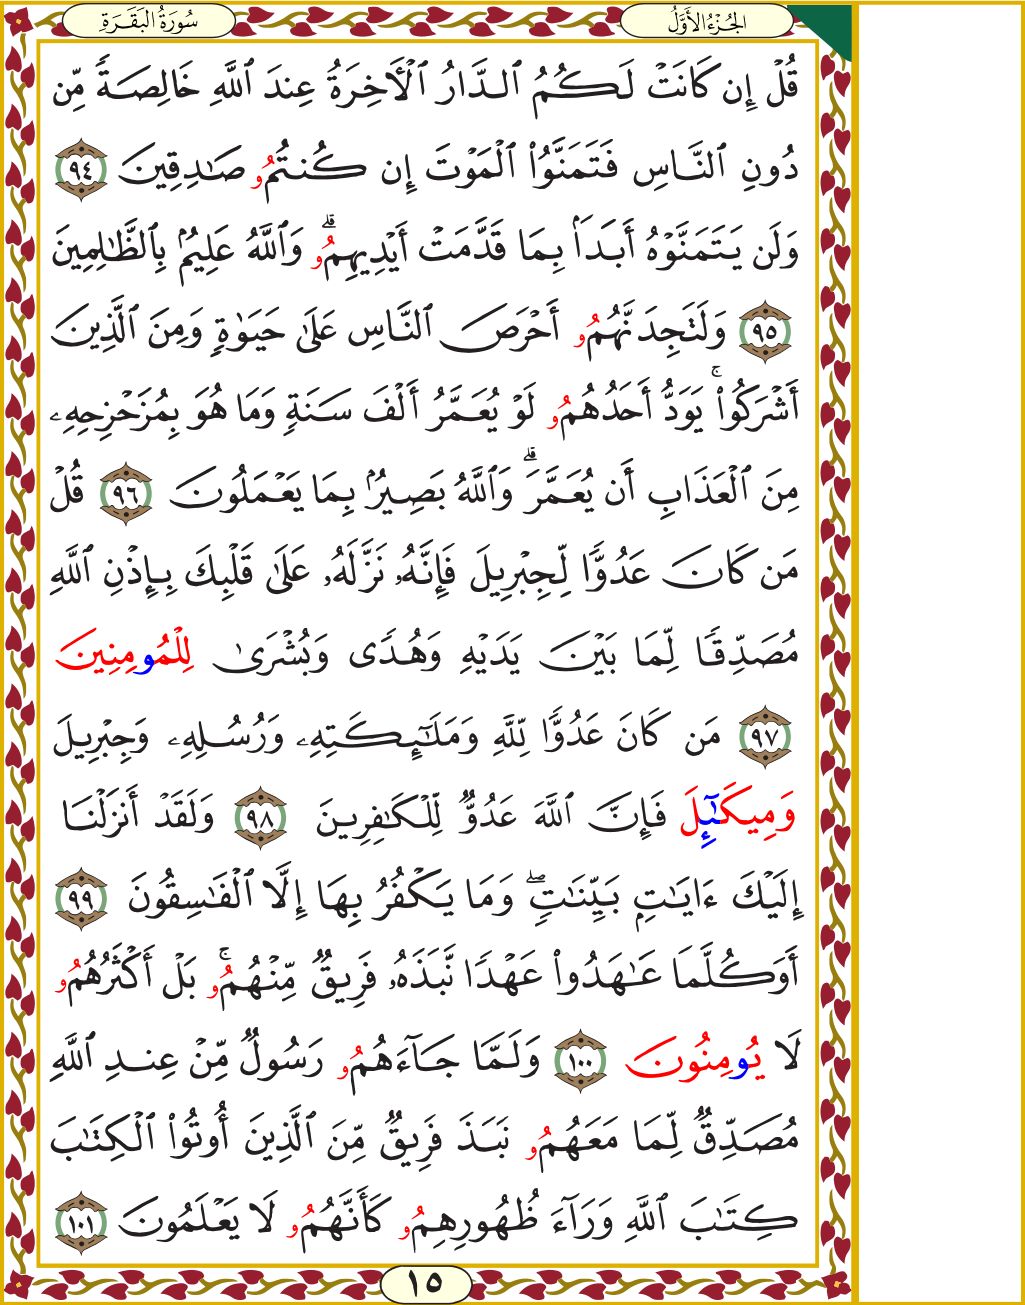 الجُزْءُ الأَوَّلُ
سُورَةُ البَقَرَةِ
قُلۡ إِن كَانَتۡ لَكُمُ ٱلدَّارُ ٱلۡأٓخِرَةُ عِندَ ٱللَّهِ خَالِصَةٗ مِّن
دُونِ ٱلنَّاسِ فَتَمَنَّوُاْ ٱلۡمَوۡتَ إِن كُنتُمُو صَٰدِقِينَ ٩٤
وَلَن يَتَمَنَّوۡهُ أَبَدَۢا بِمَا قَدَّمَتۡ أَيۡدِيهِمُوۚ وَٱللَّهُ عَلِيمُۢ بِٱلظَّٰلِمِينَ
٩٥ وَلَتَجِدَنَّهُمُو أَحۡرَصَ ٱلنَّاسِ عَلَىٰ حَيَوٰةٖ وَمِنَ ٱلَّذِينَ
أَشۡرَكُواْۚ يَوَدُّ أَحَدُهُمُو لَوۡ يُعَمَّرُ أَلۡفَ سَنَةٖ وَمَا هُوَ بِمُزَحۡزِحِهِۦ
مِنَ ٱلۡعَذَابِ أَن يُعَمَّرَۗ وَٱللَّهُ بَصِيرُۢ بِمَا يَعۡمَلُونَ ٩٦ قُلۡ
مَن كَانَ عَدُوّٗا لِّجِبۡرِيلَ فَإِنَّهُۥ نَزَّلَهُۥ عَلَىٰ قَلۡبِكَ بِإِذۡنِ ٱللَّهِ
مُصَدِّقٗا لِّمَا بَيۡنَ يَدَيۡهِ وَهُدٗى وَبُشۡرَىٰ لِلۡمُومِنِينَ
٩٧ مَن كَانَ عَدُوّٗا لِّلَّهِ وَمَلَٰٓئِكَتِهِۦ وَرُسُلِهِۦ وَجِبۡرِيلَ
وَمِيكَٰٓئِلَ فَإِنَّ ٱللَّهَ عَدُوّٞ لِّلۡكَٰفِرِينَ ٩٨ وَلَقَدۡ أَنزَلۡنَا
إِلَيۡكَ ءَايَٰتِۭ بَيِّنَٰتٖۖ وَمَا يَكۡفُرُ بِهَا إِلَّا ٱلۡفَٰسِقُونَ ٩٩
أَوَكُلَّمَا عَٰهَدُواْ عَهۡدٗا نَّبَذَهُۥ فَرِيقٞ مِّنۡهُمُوۚ بَلۡ أَكۡثَرُهُمُو
لَا يُومِنُونَ ١٠٠ وَلَمَّا جَآءَهُمُو رَسُولٞ مِّنۡ عِندِ ٱللَّهِ
مُصَدِّقٞ لِّمَا مَعَهُمُو نَبَذَ فَرِيقٞ مِّنَ ٱلَّذِينَ أُوتُواْ ٱلۡكِتَٰبَ
كِتَٰبَ ٱللَّهِ وَرَآءَ ظُهُورِهِمُو كَأَنَّهُمُو لَا يَعۡلَمُونَ ١٠١
١٥